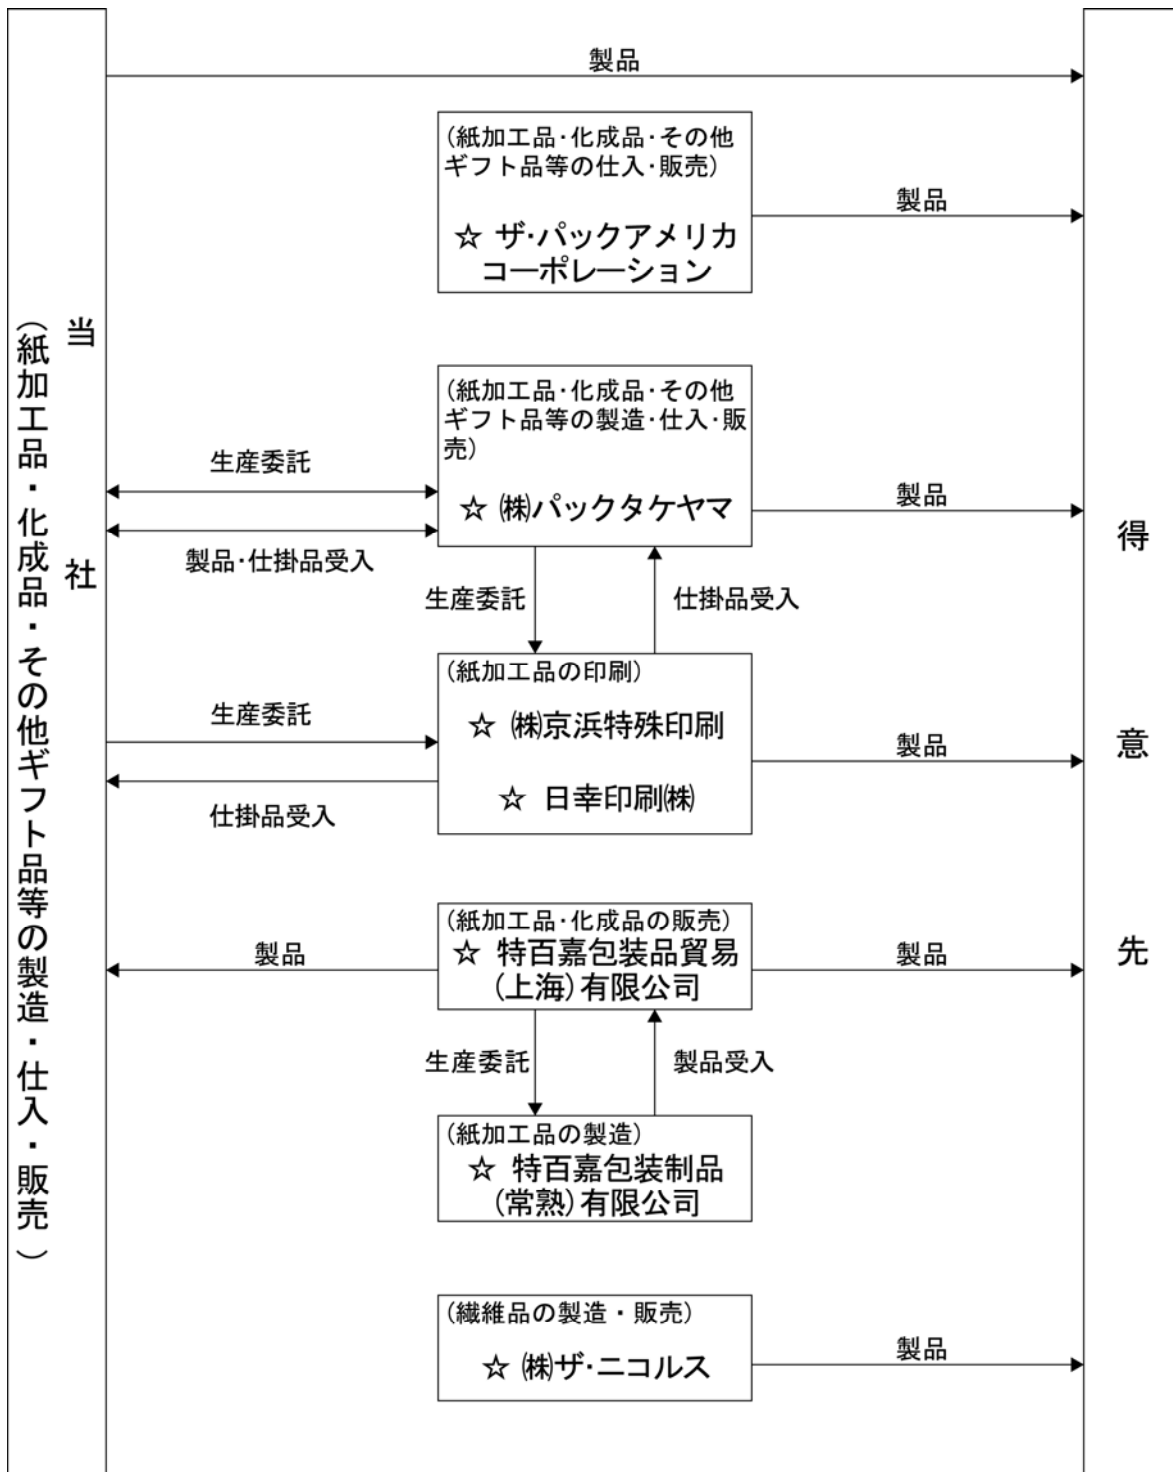 製品
(紙加工品・化成品・その他
ギフト品等の仕入・販売)
☆ ザ・パックアメリカ
コーポレーション
製品
当社
(紙加工品・化成品・その他ギフト品等の製造・仕入・販売)
(紙加工品・化成品・その他
ギフト品等の製造・仕入・販
売)
☆ ㈱パックタケヤマ
生産委託
製品・仕掛品受入
製品
得意先
生産委託
仕掛品受入
(紙加工品の印刷)
☆ ㈱京浜特殊印刷
☆ 日幸印刷㈱
生産委託
仕掛品受入
製品
(紙加工品・化成品の販売)
☆ 特百嘉包装品貿易
(上海)有限公司
製品
製品
生産委託
製品受入
(紙加工品の製造)
☆ 特百嘉包装制品
(常熟)有限公司
(繊維品の製造・販売)
☆ ㈱ザ・ニコルス
製品